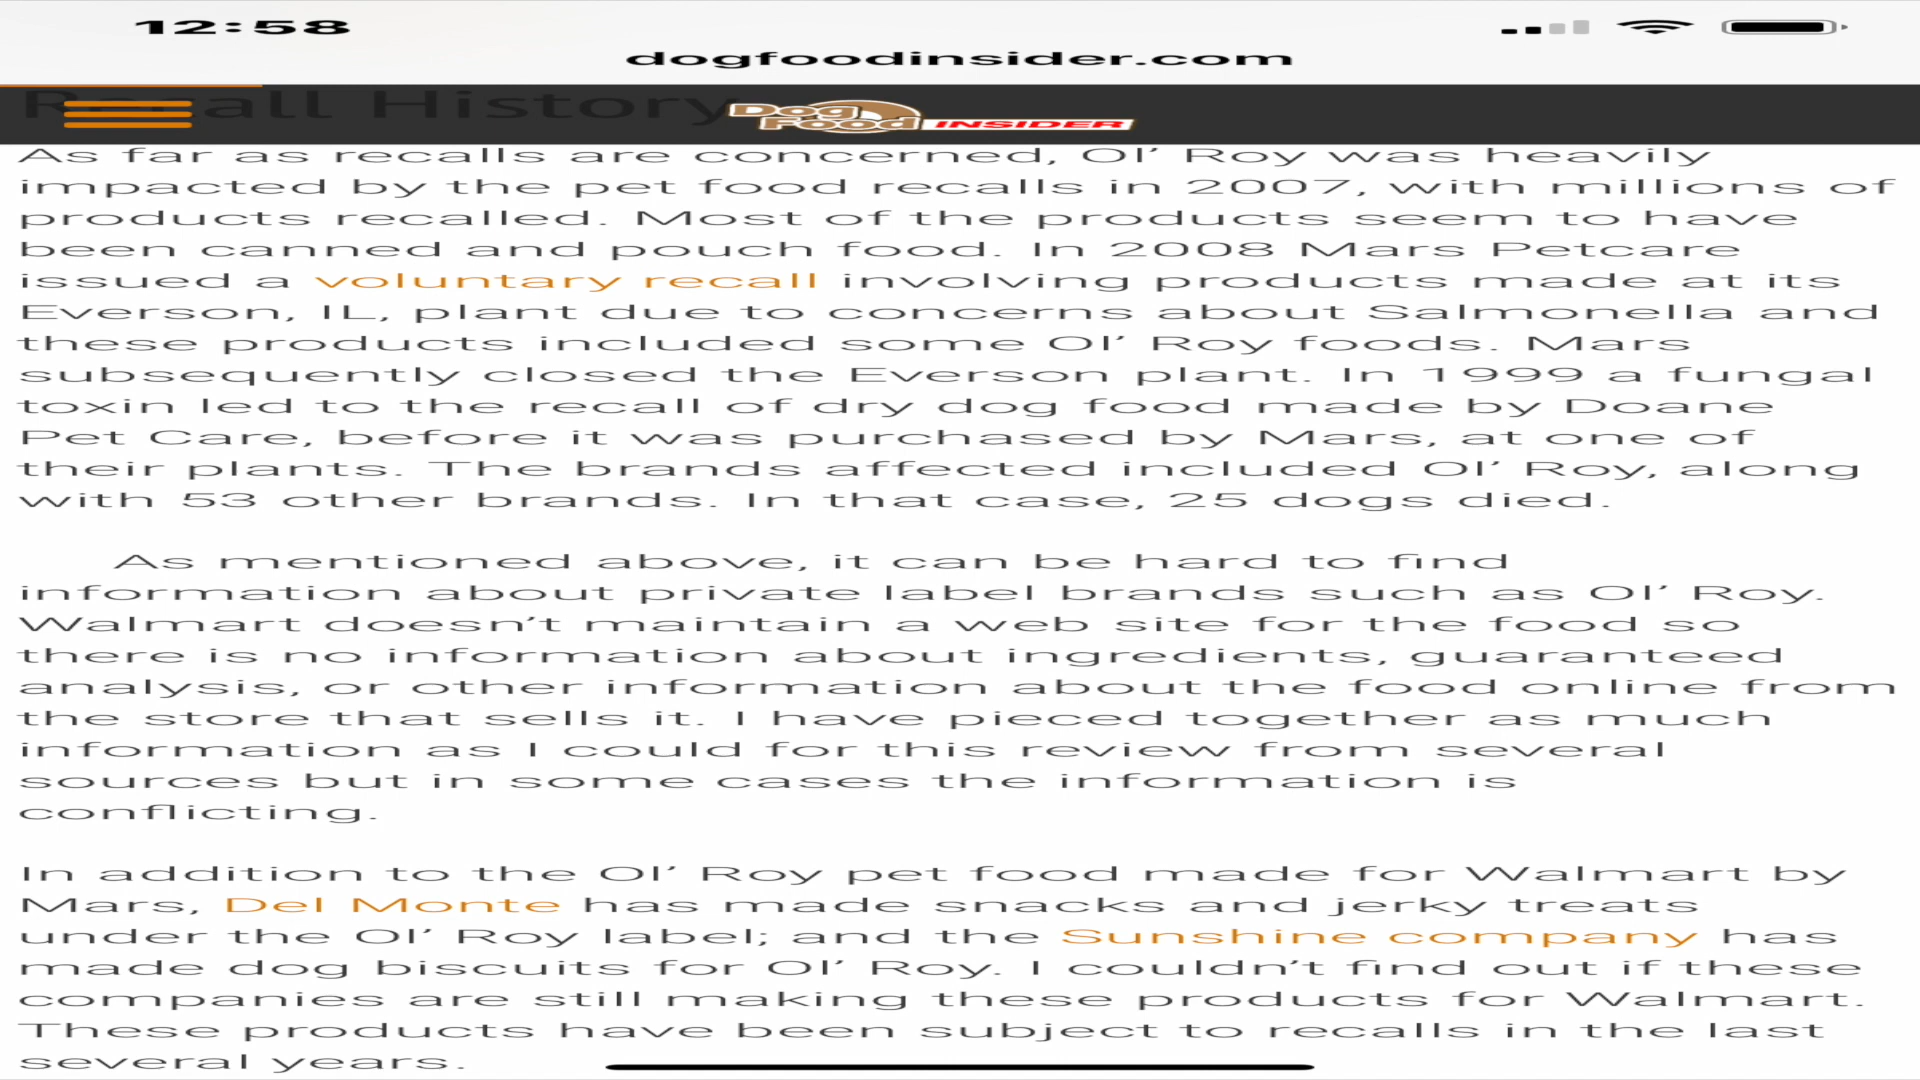 12:58
dogfoodinsider.com
Recall History
Dog Food INSIDER
As far as recalls are concerned, Ol’ Roy was heavily
impacted by the pet food recalls in 2007, with millions of
products recalled. Most of the products seem to have
been canned and pouch food. In 2008 Mars Petcare
issued a voluntary recall involving products made at its
Everson, IL, plant due to concerns about Salmonella and
these products included some Ol’ Roy foods. Mars
subsequently closed the Everson plant. In 1999 a fungal
toxin led to the recall of dry dog food made by Doane
Pet Care, before it was purchased by Mars, at one of
their plants. The brands affected included Ol’ Roy, along
with 53 other brands. In that case, 25 dogs died.
As mentioned above, it can be hard to find
information about private label brands such as Ol’ Roy.
Walmart doesn’t maintain a web site for the food so
there is no information about ingredients, guaranteed
analysis, or other information about the food online from
the store that sells it. I have pieced together as much
information as I could for this review from several
sources but in some cases the information is
conflicting.
In addition to the Ol’ Roy pet food made for Walmart by
Mars, Del Monte has made snacks and jerky treats
under the Ol’ Roy label; and the Sunshine company has
made dog biscuits for Ol’ Roy. I couldn’t find out if these
companies are still making these products for Walmart.
These products have been subject to recalls in the last
several years.